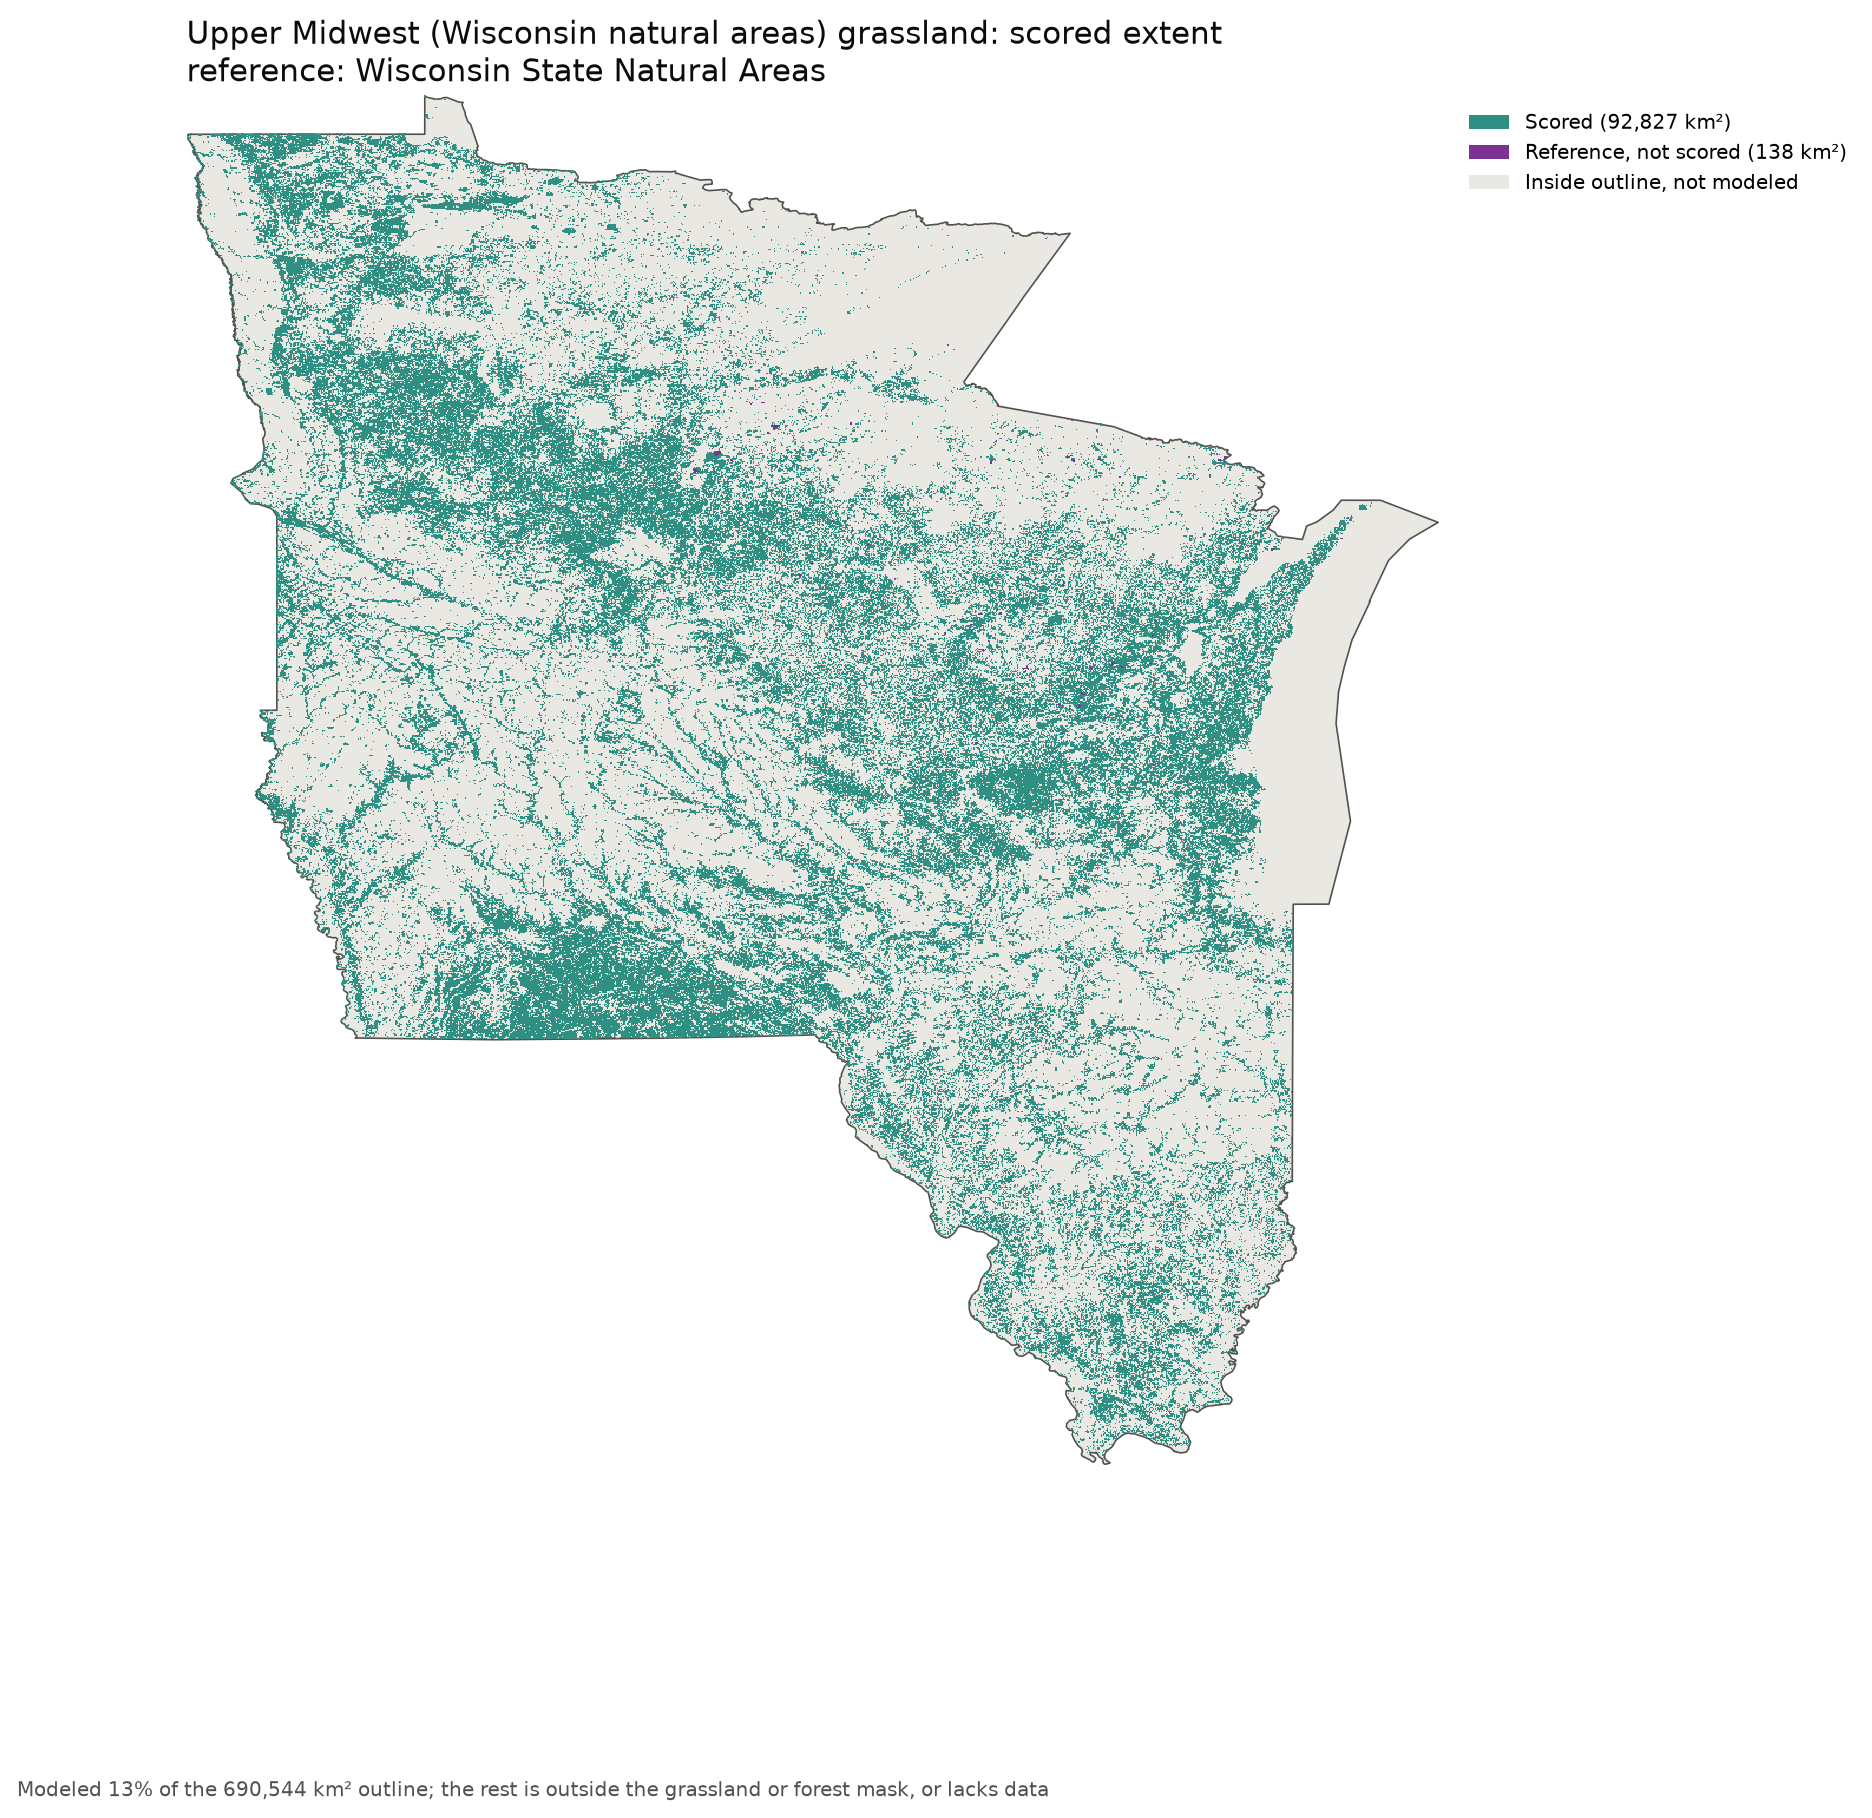 Upper Midwest (Wisconsin natural areas) grassland: scored extent
reference: Wisconsin State Natural Areas
Scored (92,827 km²)
Reference, not scored (138 km²)
Inside outline, not modeled
Modeled 13% of the 690,544 km² outline; the rest is outside the grassland or forest mask, or lacks data